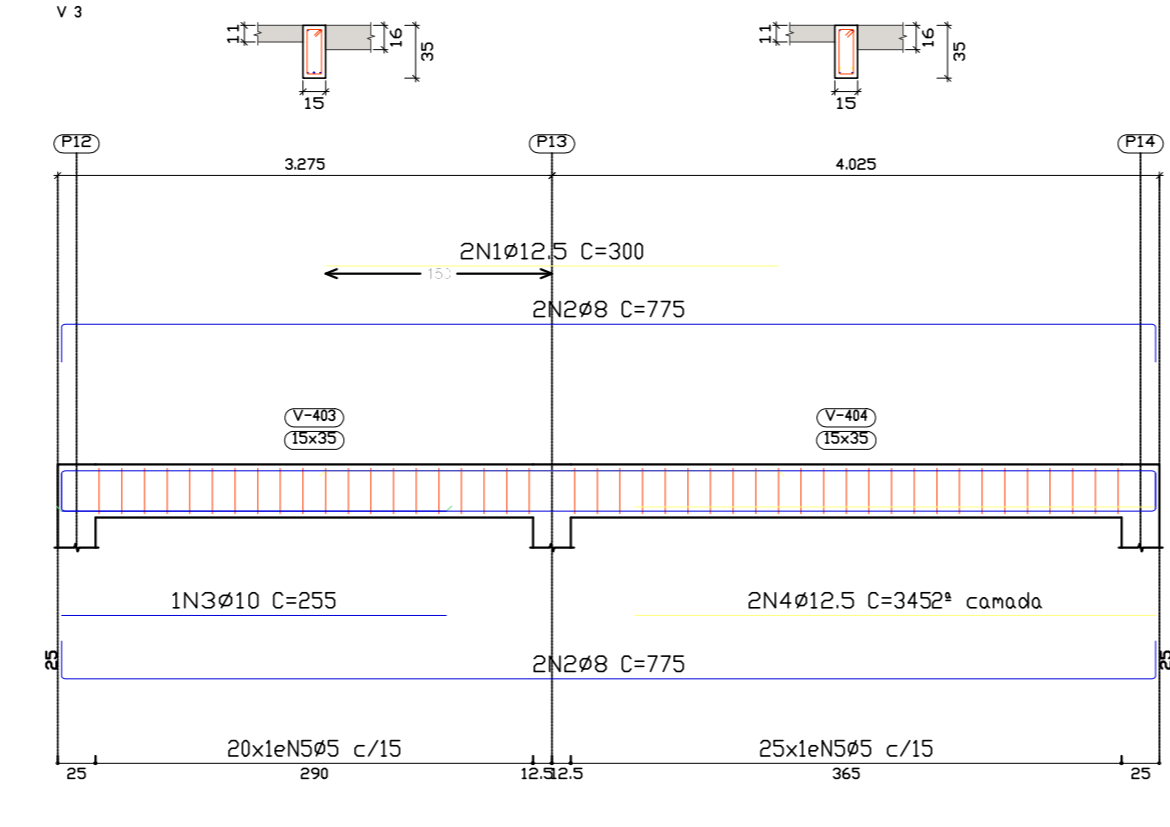 V 3
11
16
35
15
11
16
35
15
P12
P13
P14
3.275
4.025
2N1ø12.5 C=300
150
2N2ø8 C=775
V-403
15x35
V-404
15x35
1N3ø10 C=255
2N4ø12.5 C=3452ª camada
25
2N2ø8 C=775
25
20x1eN5ø5 c/15
25x1eN5ø5 c/15
25
290
12.5
12.5
365
25